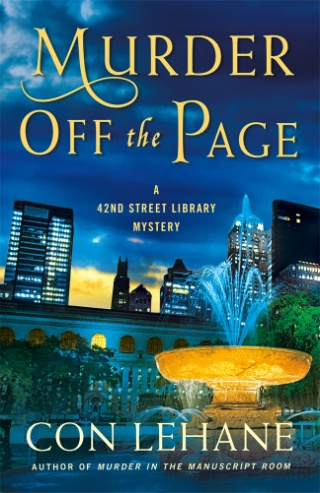 MURDER
OFF the PAGE
A
42ND STREET LIBRARY
MYSTERY
CON LEHANE
AUTHOR OF MURDER IN THE MANUSCRIPT ROOM